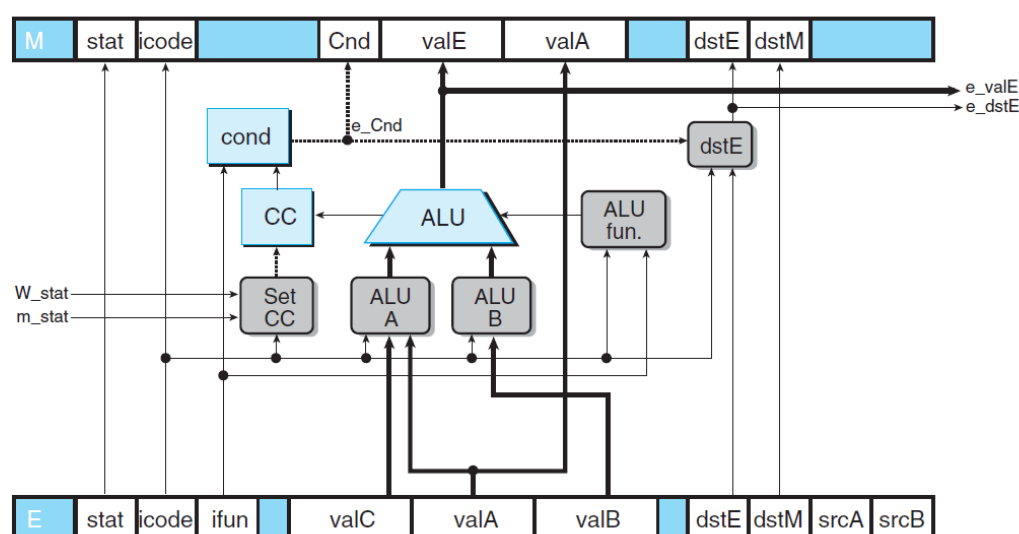 M stat icode Cnd valE valA dstE dstM
e_valE
e_dstE
e_Cnd
cond
dstE
CC
ALU
ALU
fun.
W_stat
m_stat
Set
CC
ALU
A
ALU
B
E stat icode ifun valC valA valB dstE dstM srcA srcB